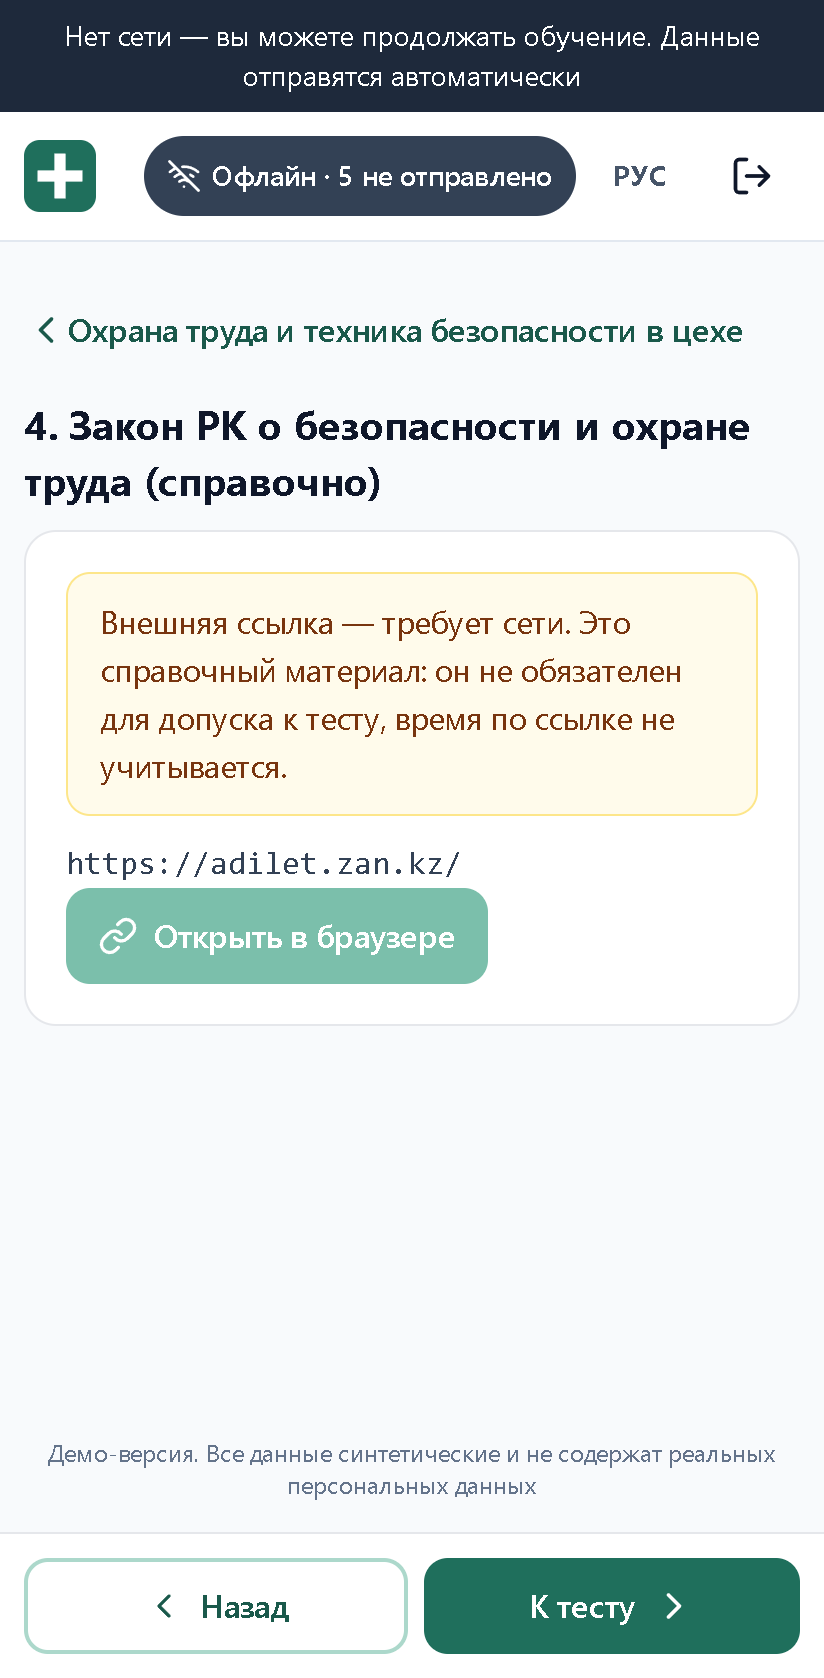 Нет сети — вы можете продолжать обучение. Данные
отправятся автоматически
Офлайн · 5 не отправлено
РУС
Охрана труда и техника безопасности в цехе
4. Закон РК о безопасности и охране
труда (справочно)
Внешняя ссылка — требует сети. Это
справочный материал: он не обязателен
для допуска к тесту, время по ссылке не
учитывается.
https://adilet.zan.kz/
Открыть в браузере
Демо-версия. Все данные синтетические и не содержат реальных
персональных данных
Назад
К тесту